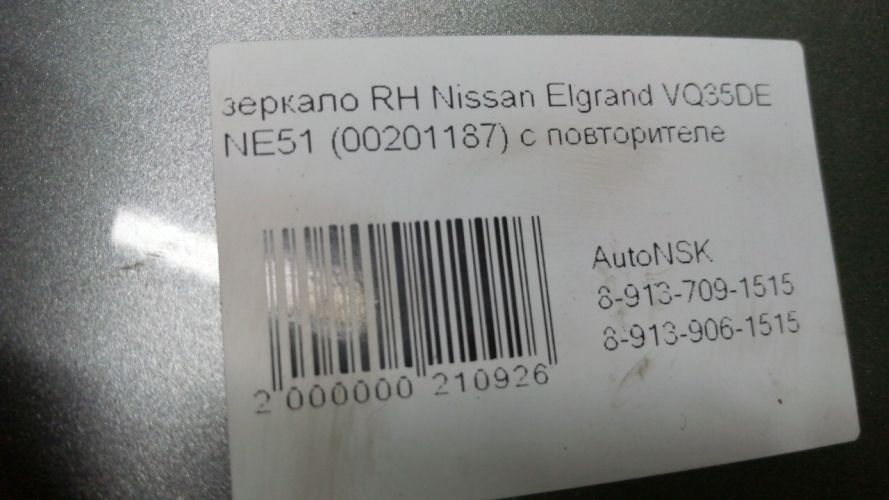 зеркало RH Nissan Elgrand VQ35DE
NE51 (00201187) с повторителе
AutoNSK
8-913-709-1515
8-913-906-1515
2 000000 210926